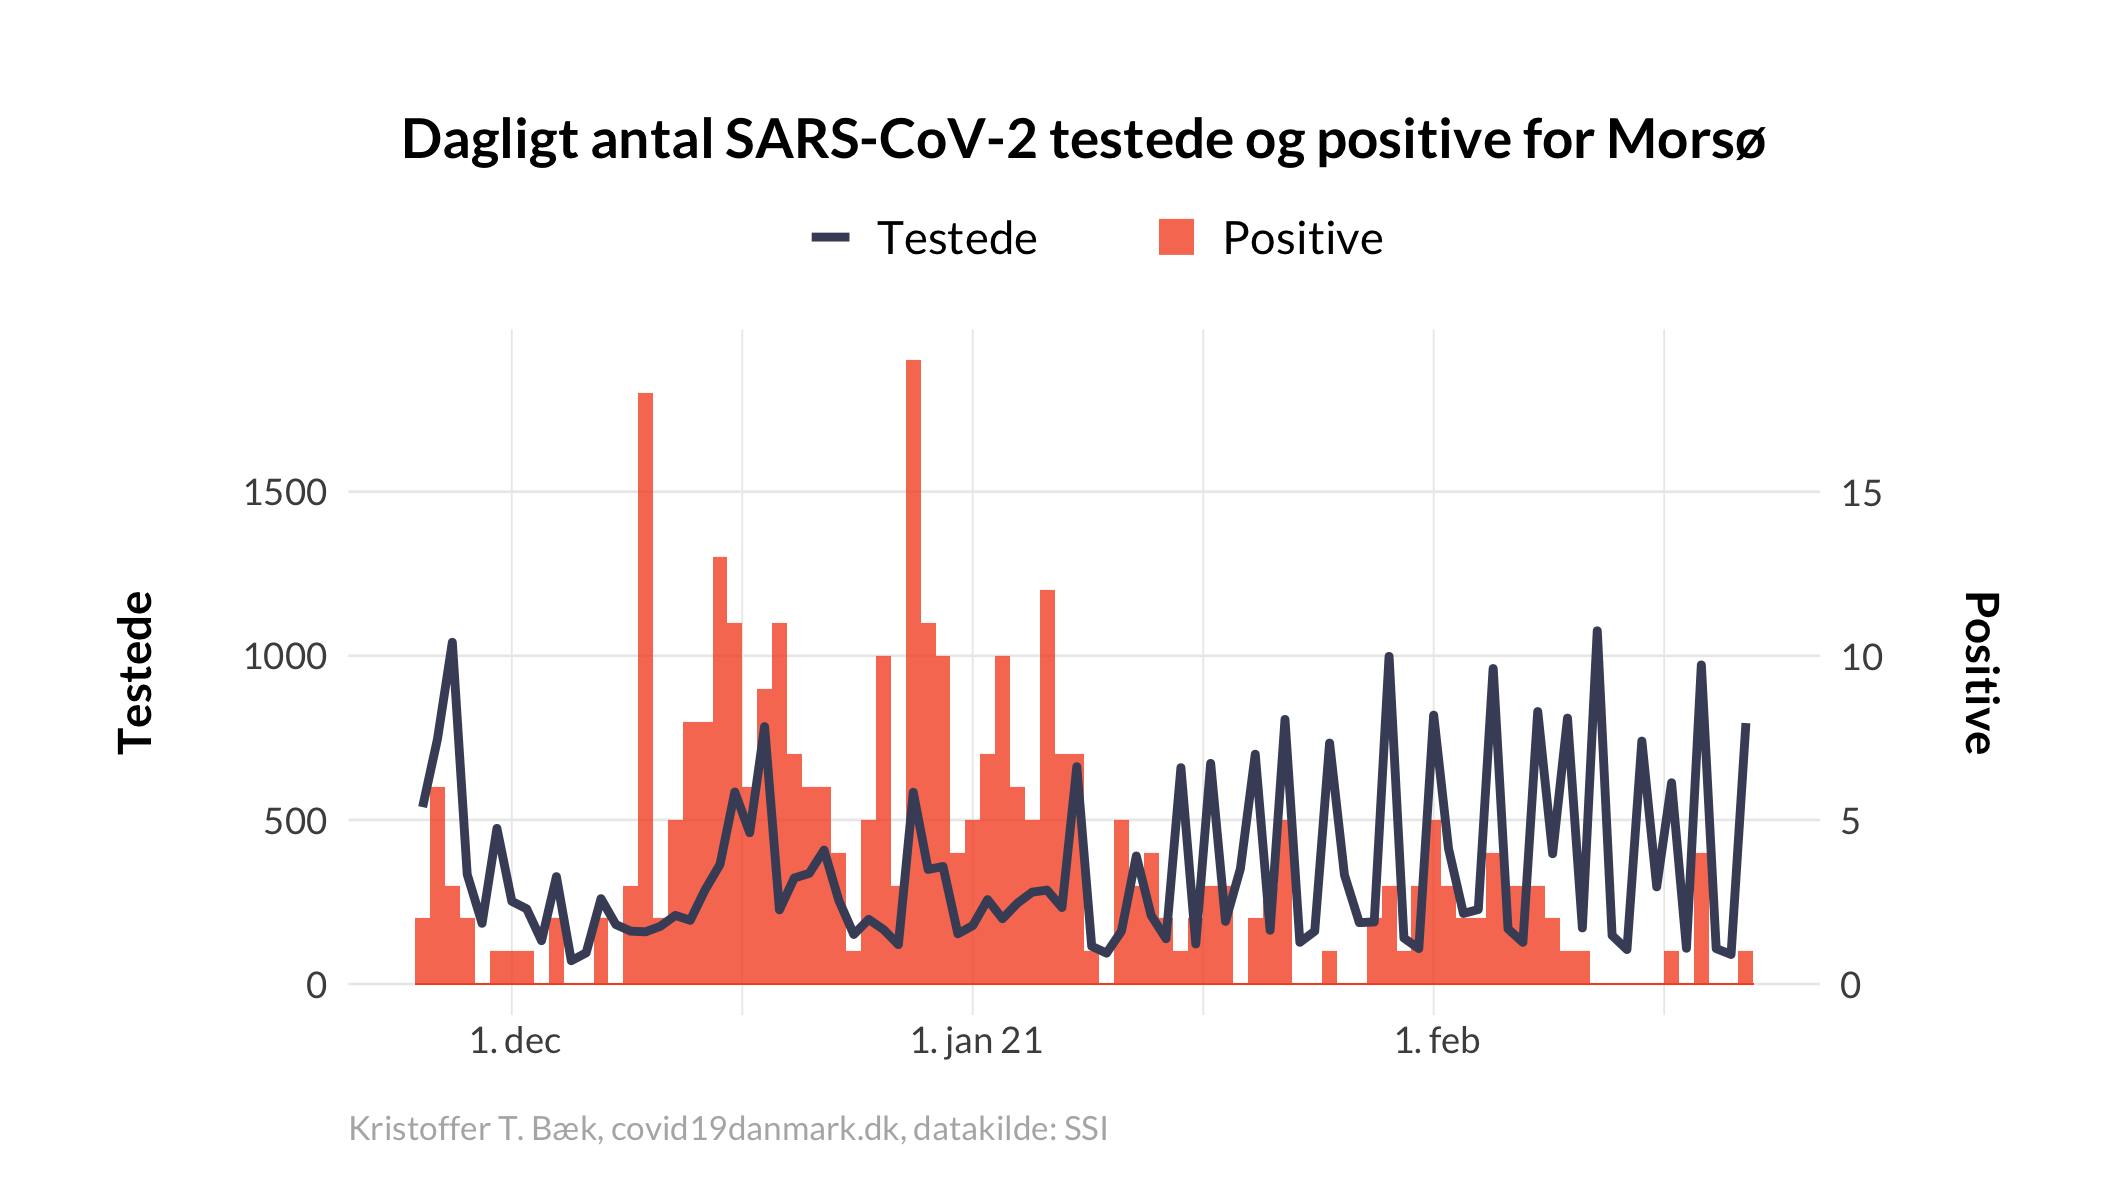 Dagligt antal SARS-CoV-2 testede og positive for Morsø
Testede
Positive
Testede
1500
1000
500
0
15
10
5
0
Positive
1. dec
1. jan 21
1. feb
Kristoffer T. Bæk, covid19danmark.dk, datakilde: SSI